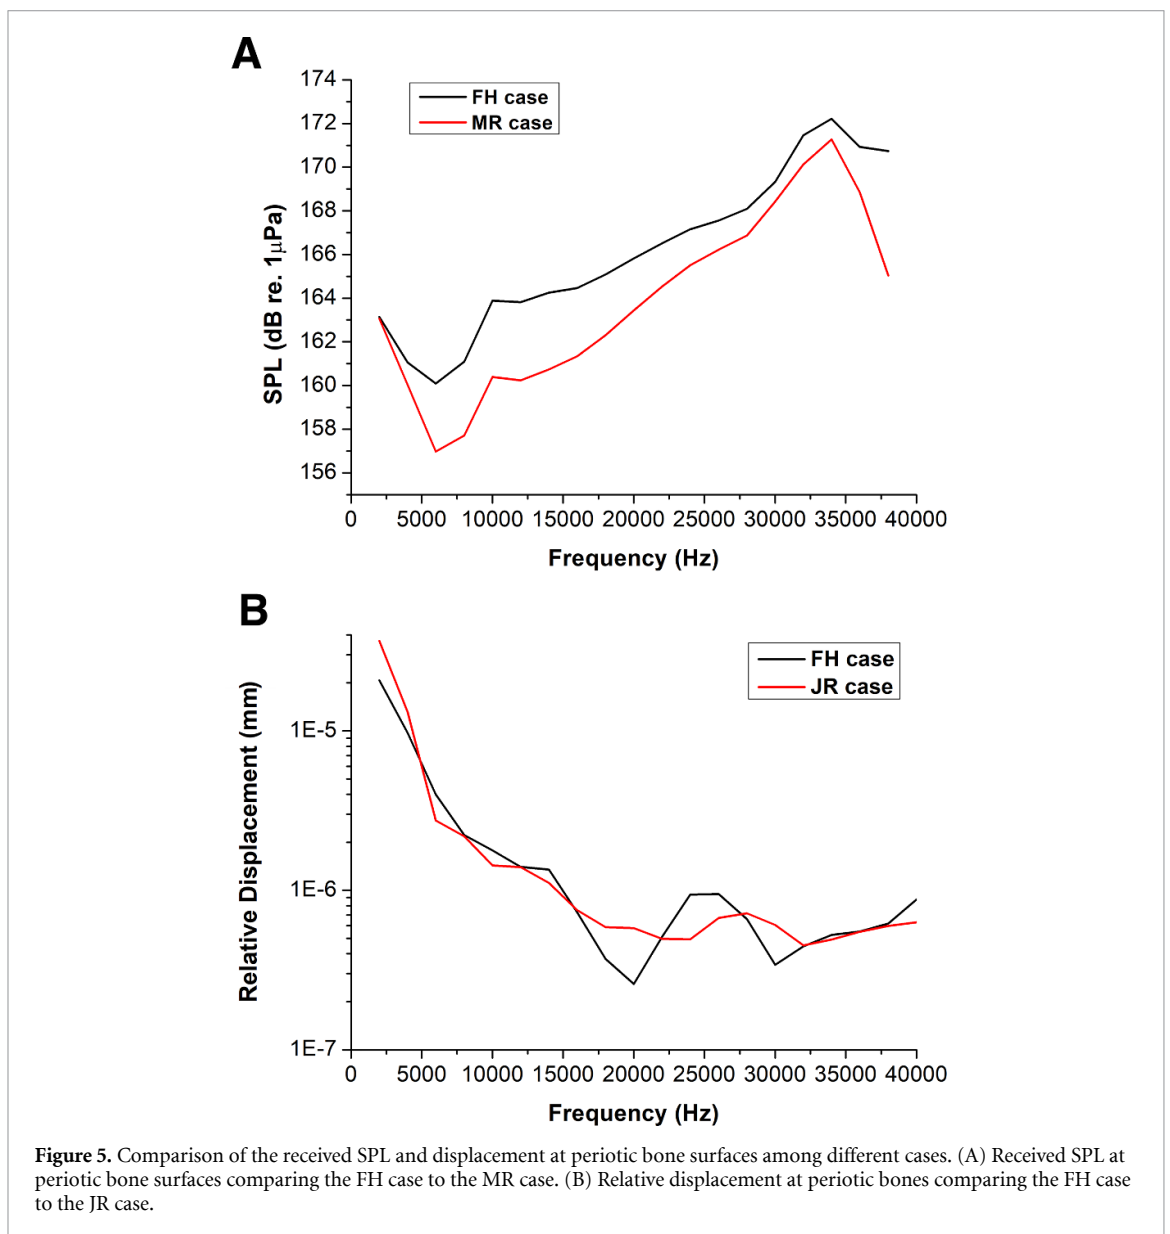 A
174
172
170
168
166
164
162
160
158
156
SPL (dB re. 1μPa)
FH case
MR case
0 5000 10000 15000 20000 25000 30000 35000 40000
Frequency (Hz)
B
1E-5
1E-6
1E-7
Relative Displacement (mm)
FH case
JR case
0 5000 10000 15000 20000 25000 30000 35000 40000
Frequency (Hz)
Figure 5. Comparison of the received SPL and displacement at periotic bone surfaces among different cases. (A) Received SPL at
periotic bone surfaces comparing the FH case to the MR case. (B) Relative displacement at periotic bones comparing the FH case
to the JR case.